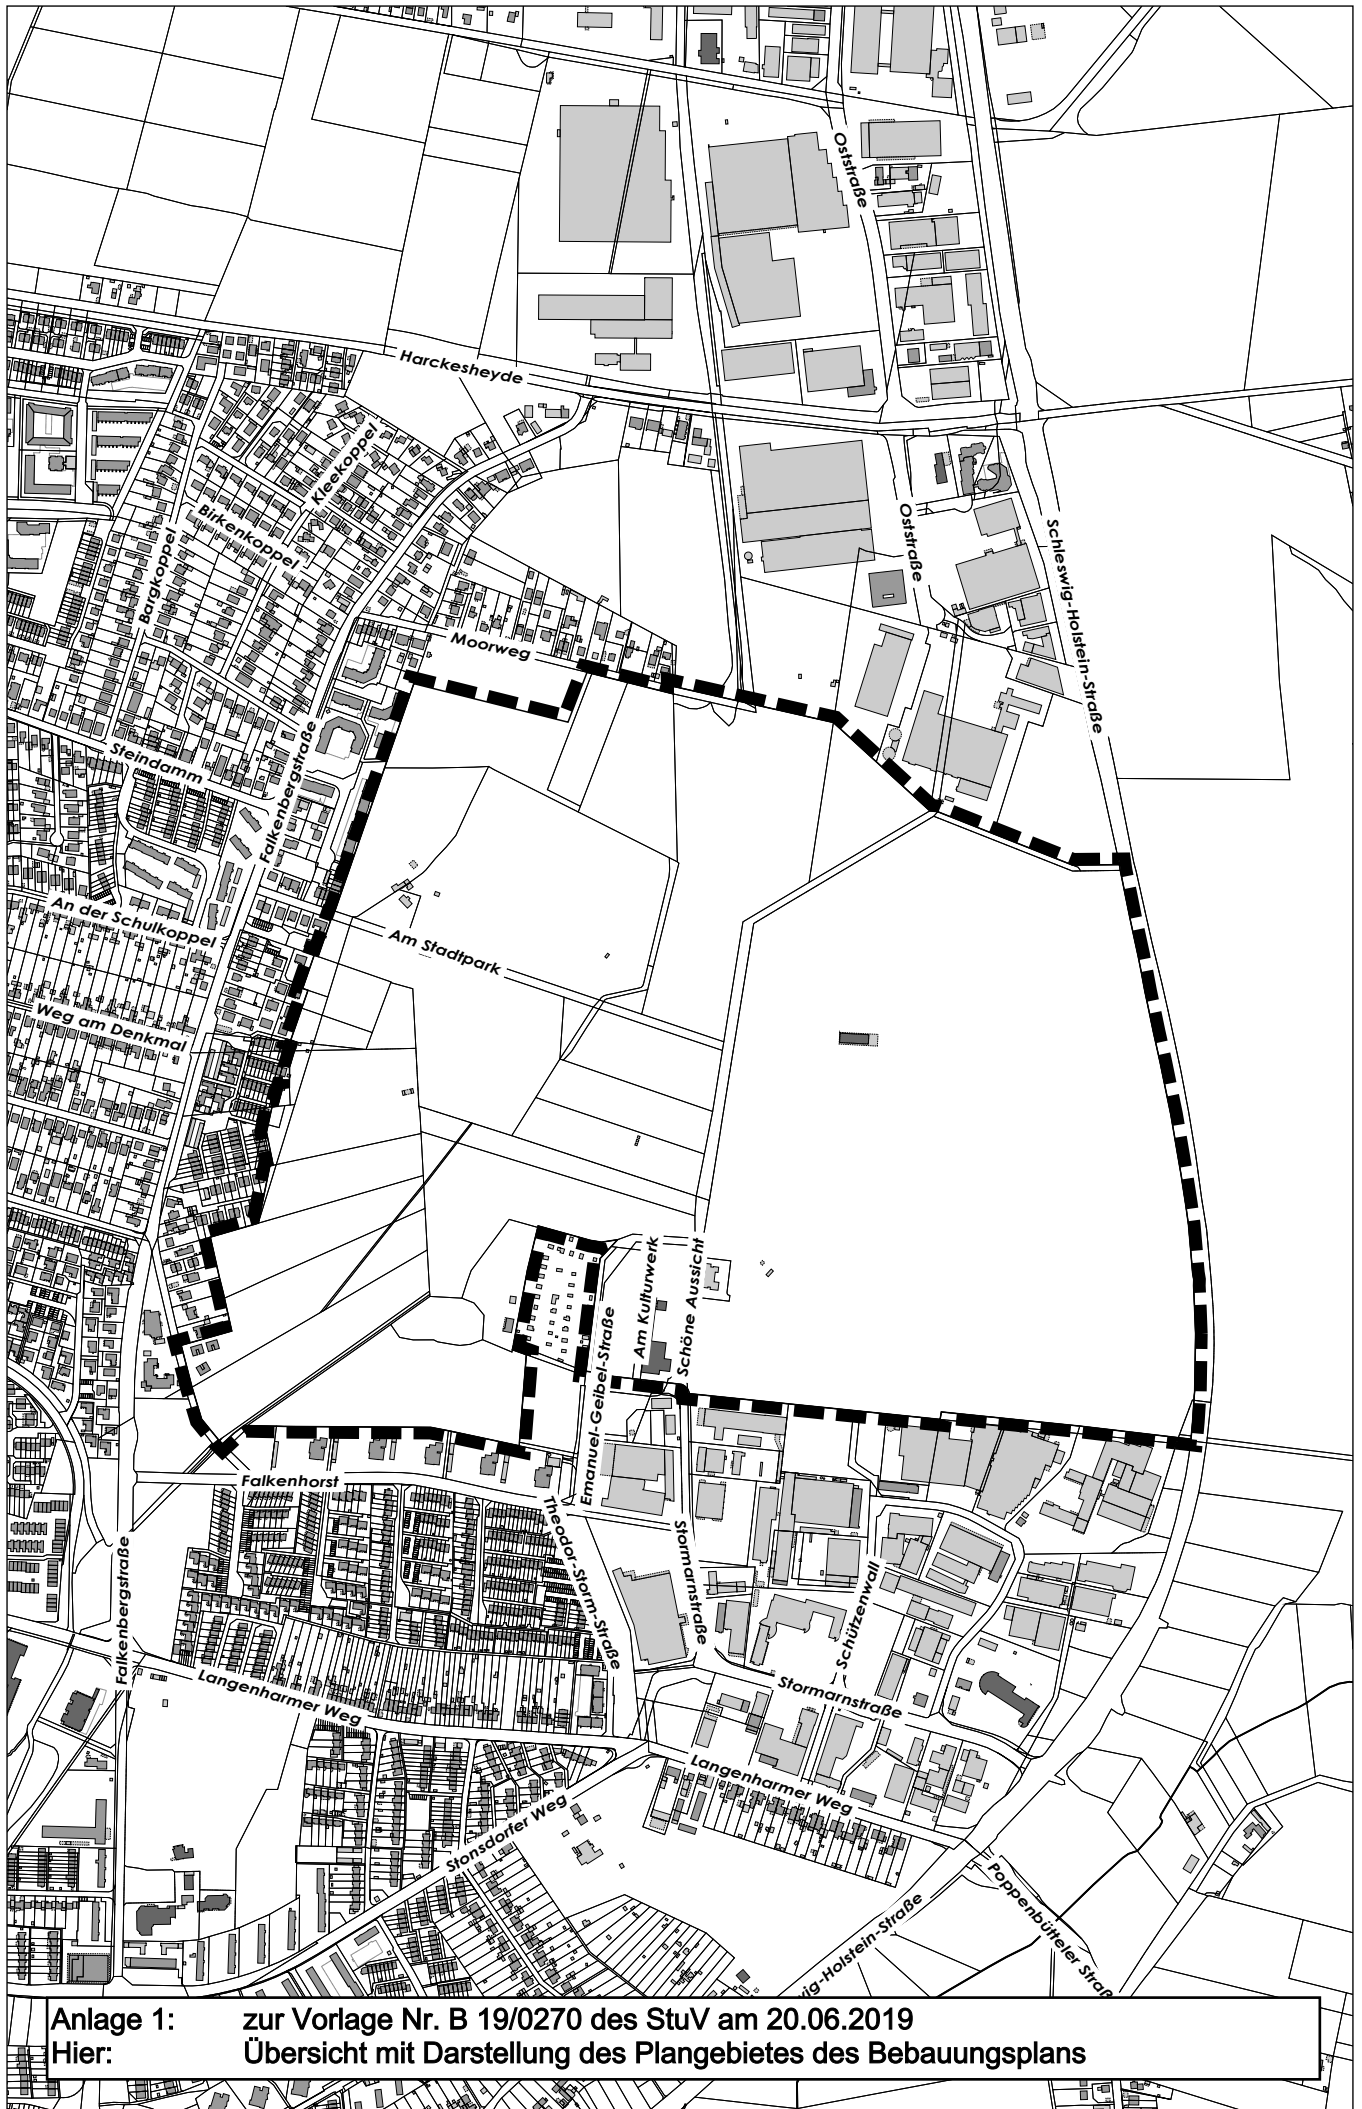 Oststraße
Harckesheyde
Kleekoppel
Birkenkoppel
Bargkoppel
Oststraße
Schleswig-Holstein-Straße
Moorweg
Steindamm
Falkenbergstraße
An der Schulkoppel
Am Stadtpark
Weg am Denkmal
Am Kulturwerk
Schöne Aussicht
Emanuel-Geibel-Straße
Falkenhorst
Theodor-Storm-Straße
Stormarnstraße
Falkenbergstraße
Schützenwall
Langenharmer Weg
Stormarnstraße
Langenharmer Weg
Stonsdorfer Weg
Poppenbütteler Straß
wig-Holstein-Straße
Anlage 1: zur Vorlage Nr. B 19/0270 des StuV am 20.06.2019
Hier: Übersicht mit Darstellung des Plangebietes des Bebauungsplans